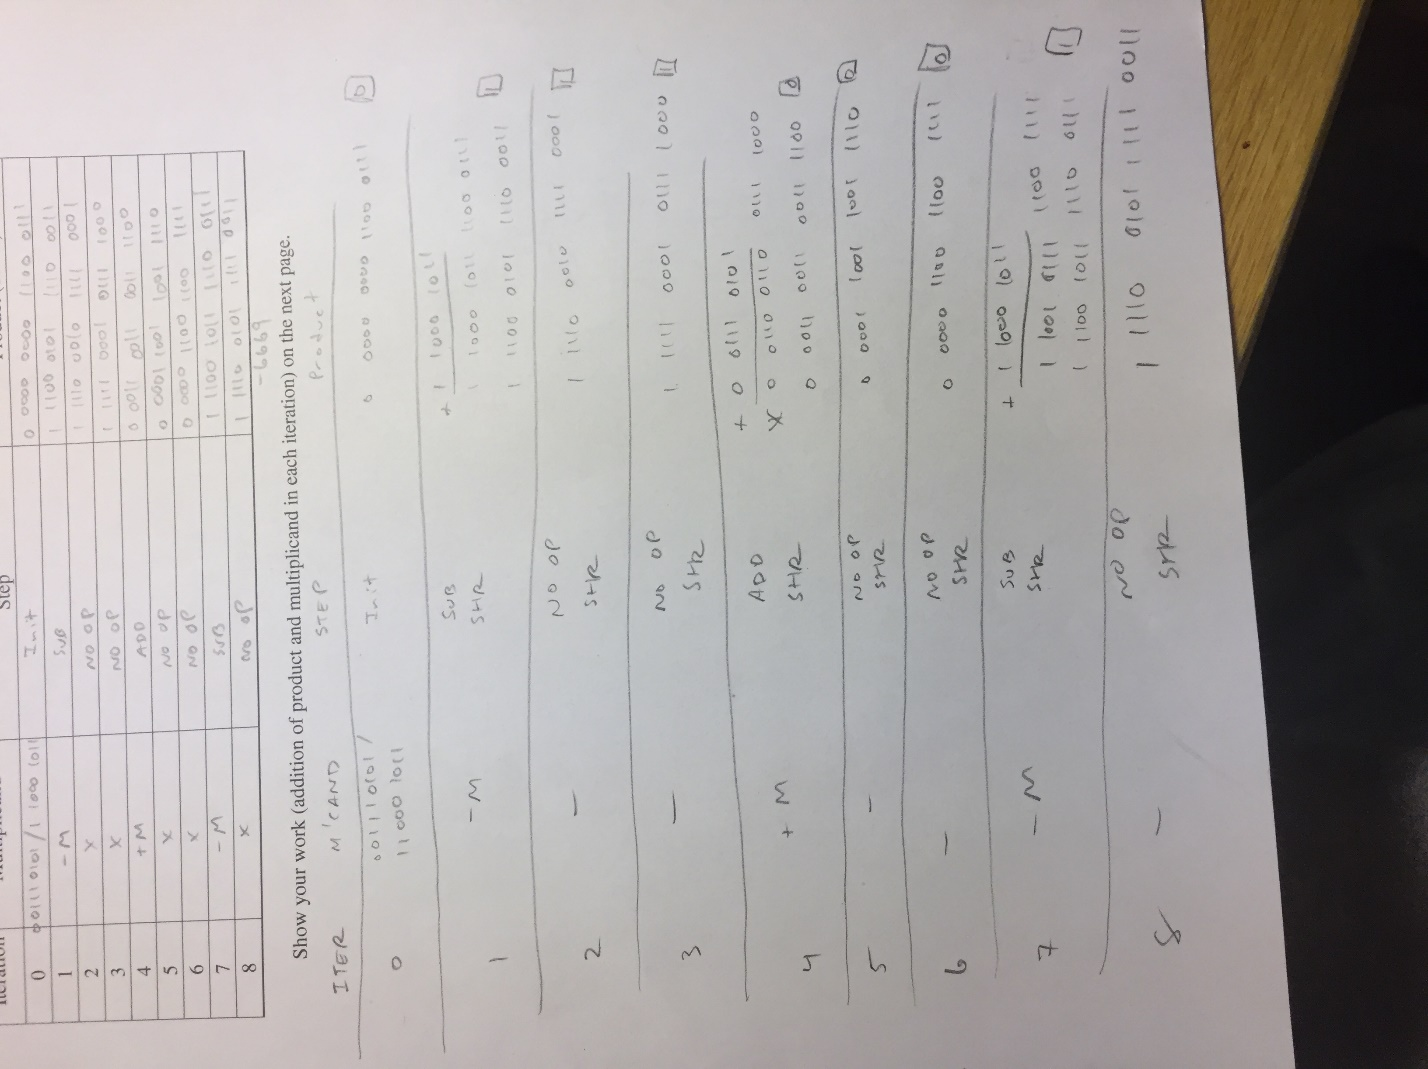 Step
0 001110101/1 1000 1011 Init 0 0000 0000 1100 0111
1 -M SUB 1 1100 0101 1110 0011
2 x NO OP 1 1110 0010 1111 0001
3 x NO OP 1 1111 0001 0111 1000
4 +M ADD 0 0011 0011 0011 1100
5 x NO OP 0 0001 1001 1001 1110
6 x NO OP 0 0000 1100 1100 1111
7 -M SUB 1 1100 1011 1110 0111
8 x NO OP 1 1110 0101 1111 0011
-6669
Show your work (addition of product and multiplicand in each iteration) on the next page.
ITER M'CAND STEP Product
0 001110101/ Init 0 0000 0000 1100 0111 0
11000 1011
+ 1 1000 1011
1 -M SUB 1 1000 1011 1100 0111
SHR 1 1100 0101 1110 0011 1
2 - NO OP
SHR 1 1110 0010 1111 0001 1
3 - NO OP
SHR 1 1111 0001 0111 1000 1
+ 0 0111 0101
4 +M ADD x 0 0110 0110 0111 1000
SHR 0 0011 0011 0011 1100 0
5 - NO OP
SHR 0 0001 1001 1001 1110 0
6 - NO OP
SHR 0 0000 1100 1100 1111 0
+ 1 1000 1011
7 -M SUB 1 1001 0111 1100 1111
SHR 1 1100 1011 1110 0111 1
8 - NO OP
SHR 1 1110 0101 1111 0011